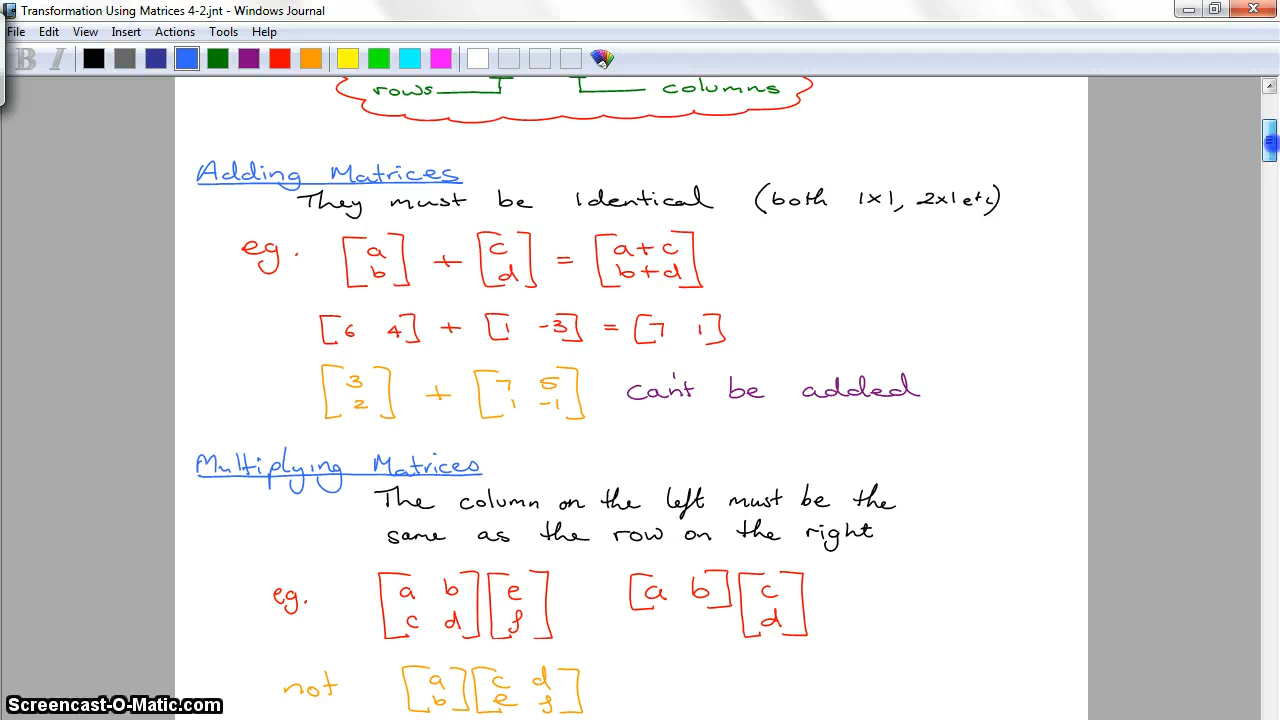 Transformation Using Matrices 4-2.jnt - Windows Journal
File Edit View Insert Actions Tools Help
B I
rows columns
Adding Matrices
They must be identical (both 1x1, 2x1 etc)
eg. [a b] + [c d] = [a+c b+d]
[6 4] + [1 -3] = [7 1]
[3 2] + [7 5 1 -1] can't be added
Multiplying Matrices
The column on the left must be the
same as the row on the right
eg. [a b c d] [e f] [a b] [c d]
not [a b] [c d e f]
Screencast-O-Matic.com